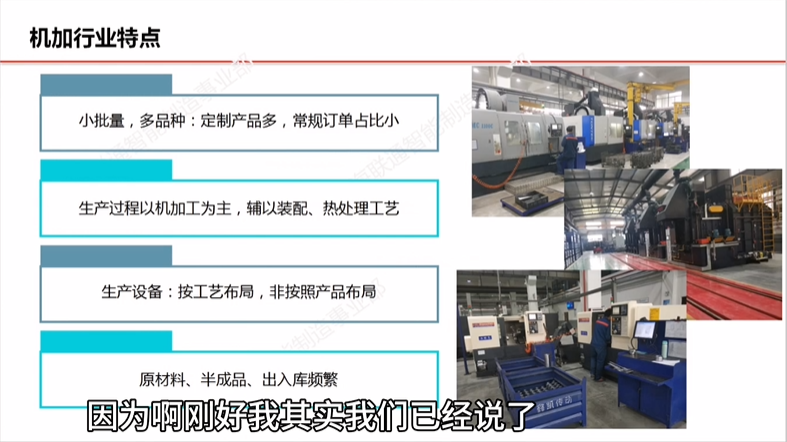 机加行业特点
小批量，多品种：定制产品多，常规订单占比小
生产过程以机加工为主，辅以装配、热处理工艺
生产设备：按工艺布局，非按照产品布局
原材料、半成品、出入库频繁
因为啊刚好我其实我们已经说了